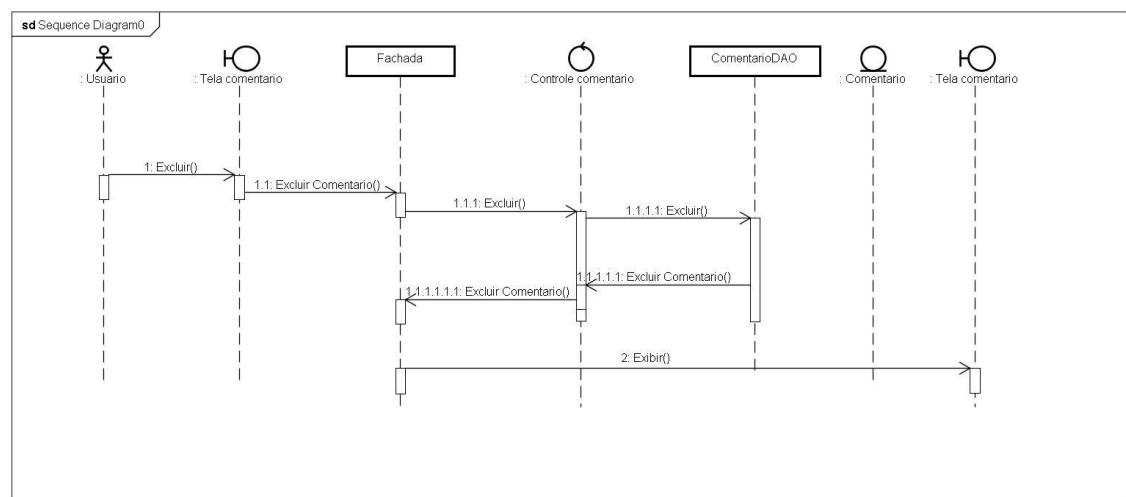 sd Sequence Diagram0
: Usuario
: Tela comentario
Fachada
: Controle comentario
ComentarioDAO
: Comentario
: Tela comentario
1: Excluir()
1.1: Excluir Comentario()
1.1.1: Excluir()
1.1.1.1: Excluir()
1.1.1.1.1: Excluir Comentario()
1.1.1.1.1.1: Excluir Comentario()
2: Exibir()